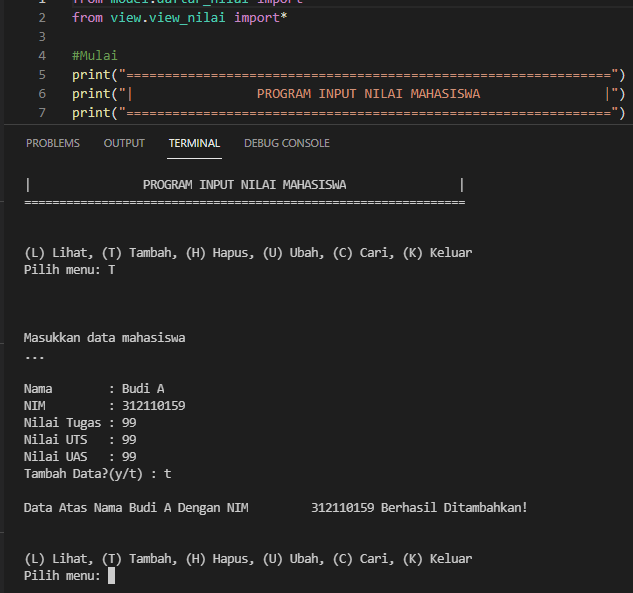 1 from model.daftar_nilai import*
2 from view.view_nilai import*
3
4 #Mulai
5 print("==============================================================")
6 print("|                PROGRAM INPUT NILAI MAHASISWA                |")
7 print("==============================================================")
PROBLEMS OUTPUT TERMINAL DEBUG CONSOLE
|                PROGRAM INPUT NILAI MAHASISWA                |
===============================================================
(L) Lihat, (T) Tambah, (H) Hapus, (U) Ubah, (C) Cari, (K) Keluar
Pilih menu: T
Masukkan data mahasiswa
...
Nama        : Budi A
NIM         : 312110159
Nilai Tugas : 99
Nilai UTS   : 99
Nilai UAS   : 99
Tambah Data?(y/t) : t
Data Atas Nama Budi A Dengan NIM         312110159 Berhasil Ditambahkan!
(L) Lihat, (T) Tambah, (H) Hapus, (U) Ubah, (C) Cari, (K) Keluar
Pilih menu: